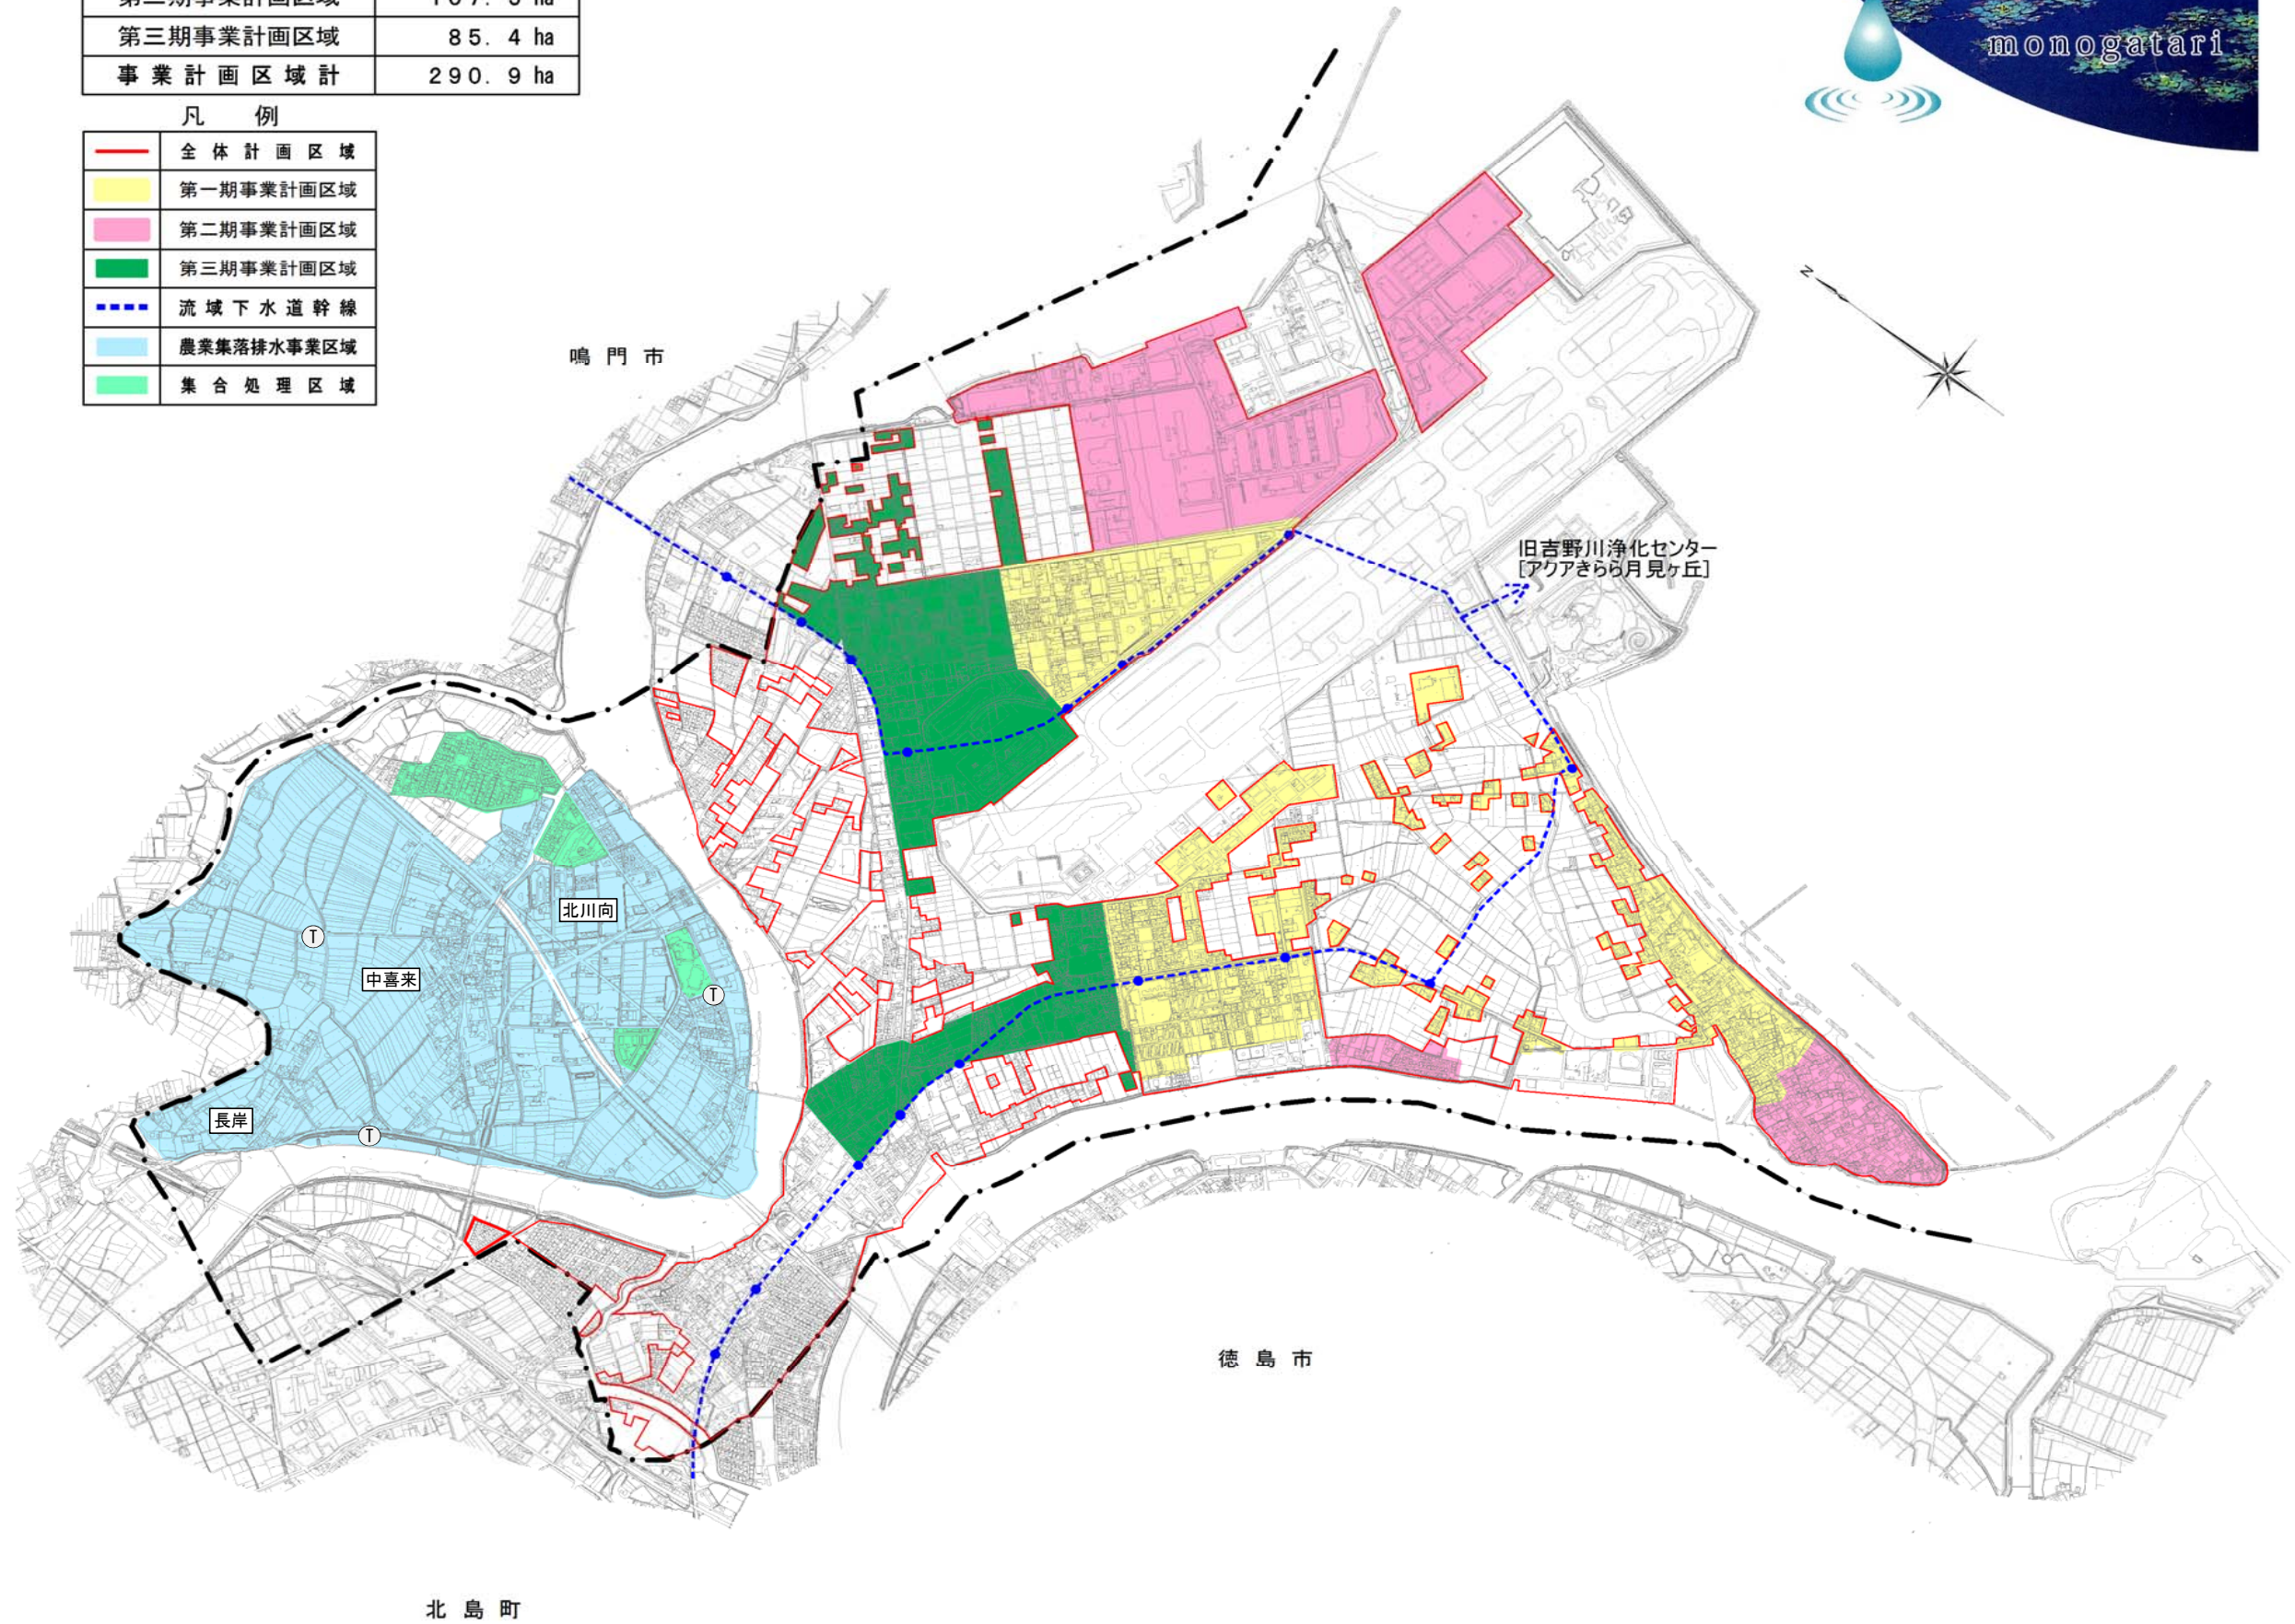 第三期事業計画区域 85.4 ha
事業計画区域計 290.9 ha
monogatari
凡 例
全体計画区域
第一期事業計画区域
第二期事業計画区域
第三期事業計画区域
流域下水道幹線
農業集落排水事業区域
集合処理区域
N
鳴門市
旧吉野川浄化センター
[アクアきらら月見ヶ丘]
北川向
T
中喜来
T
長岸
T
徳島市
北島町